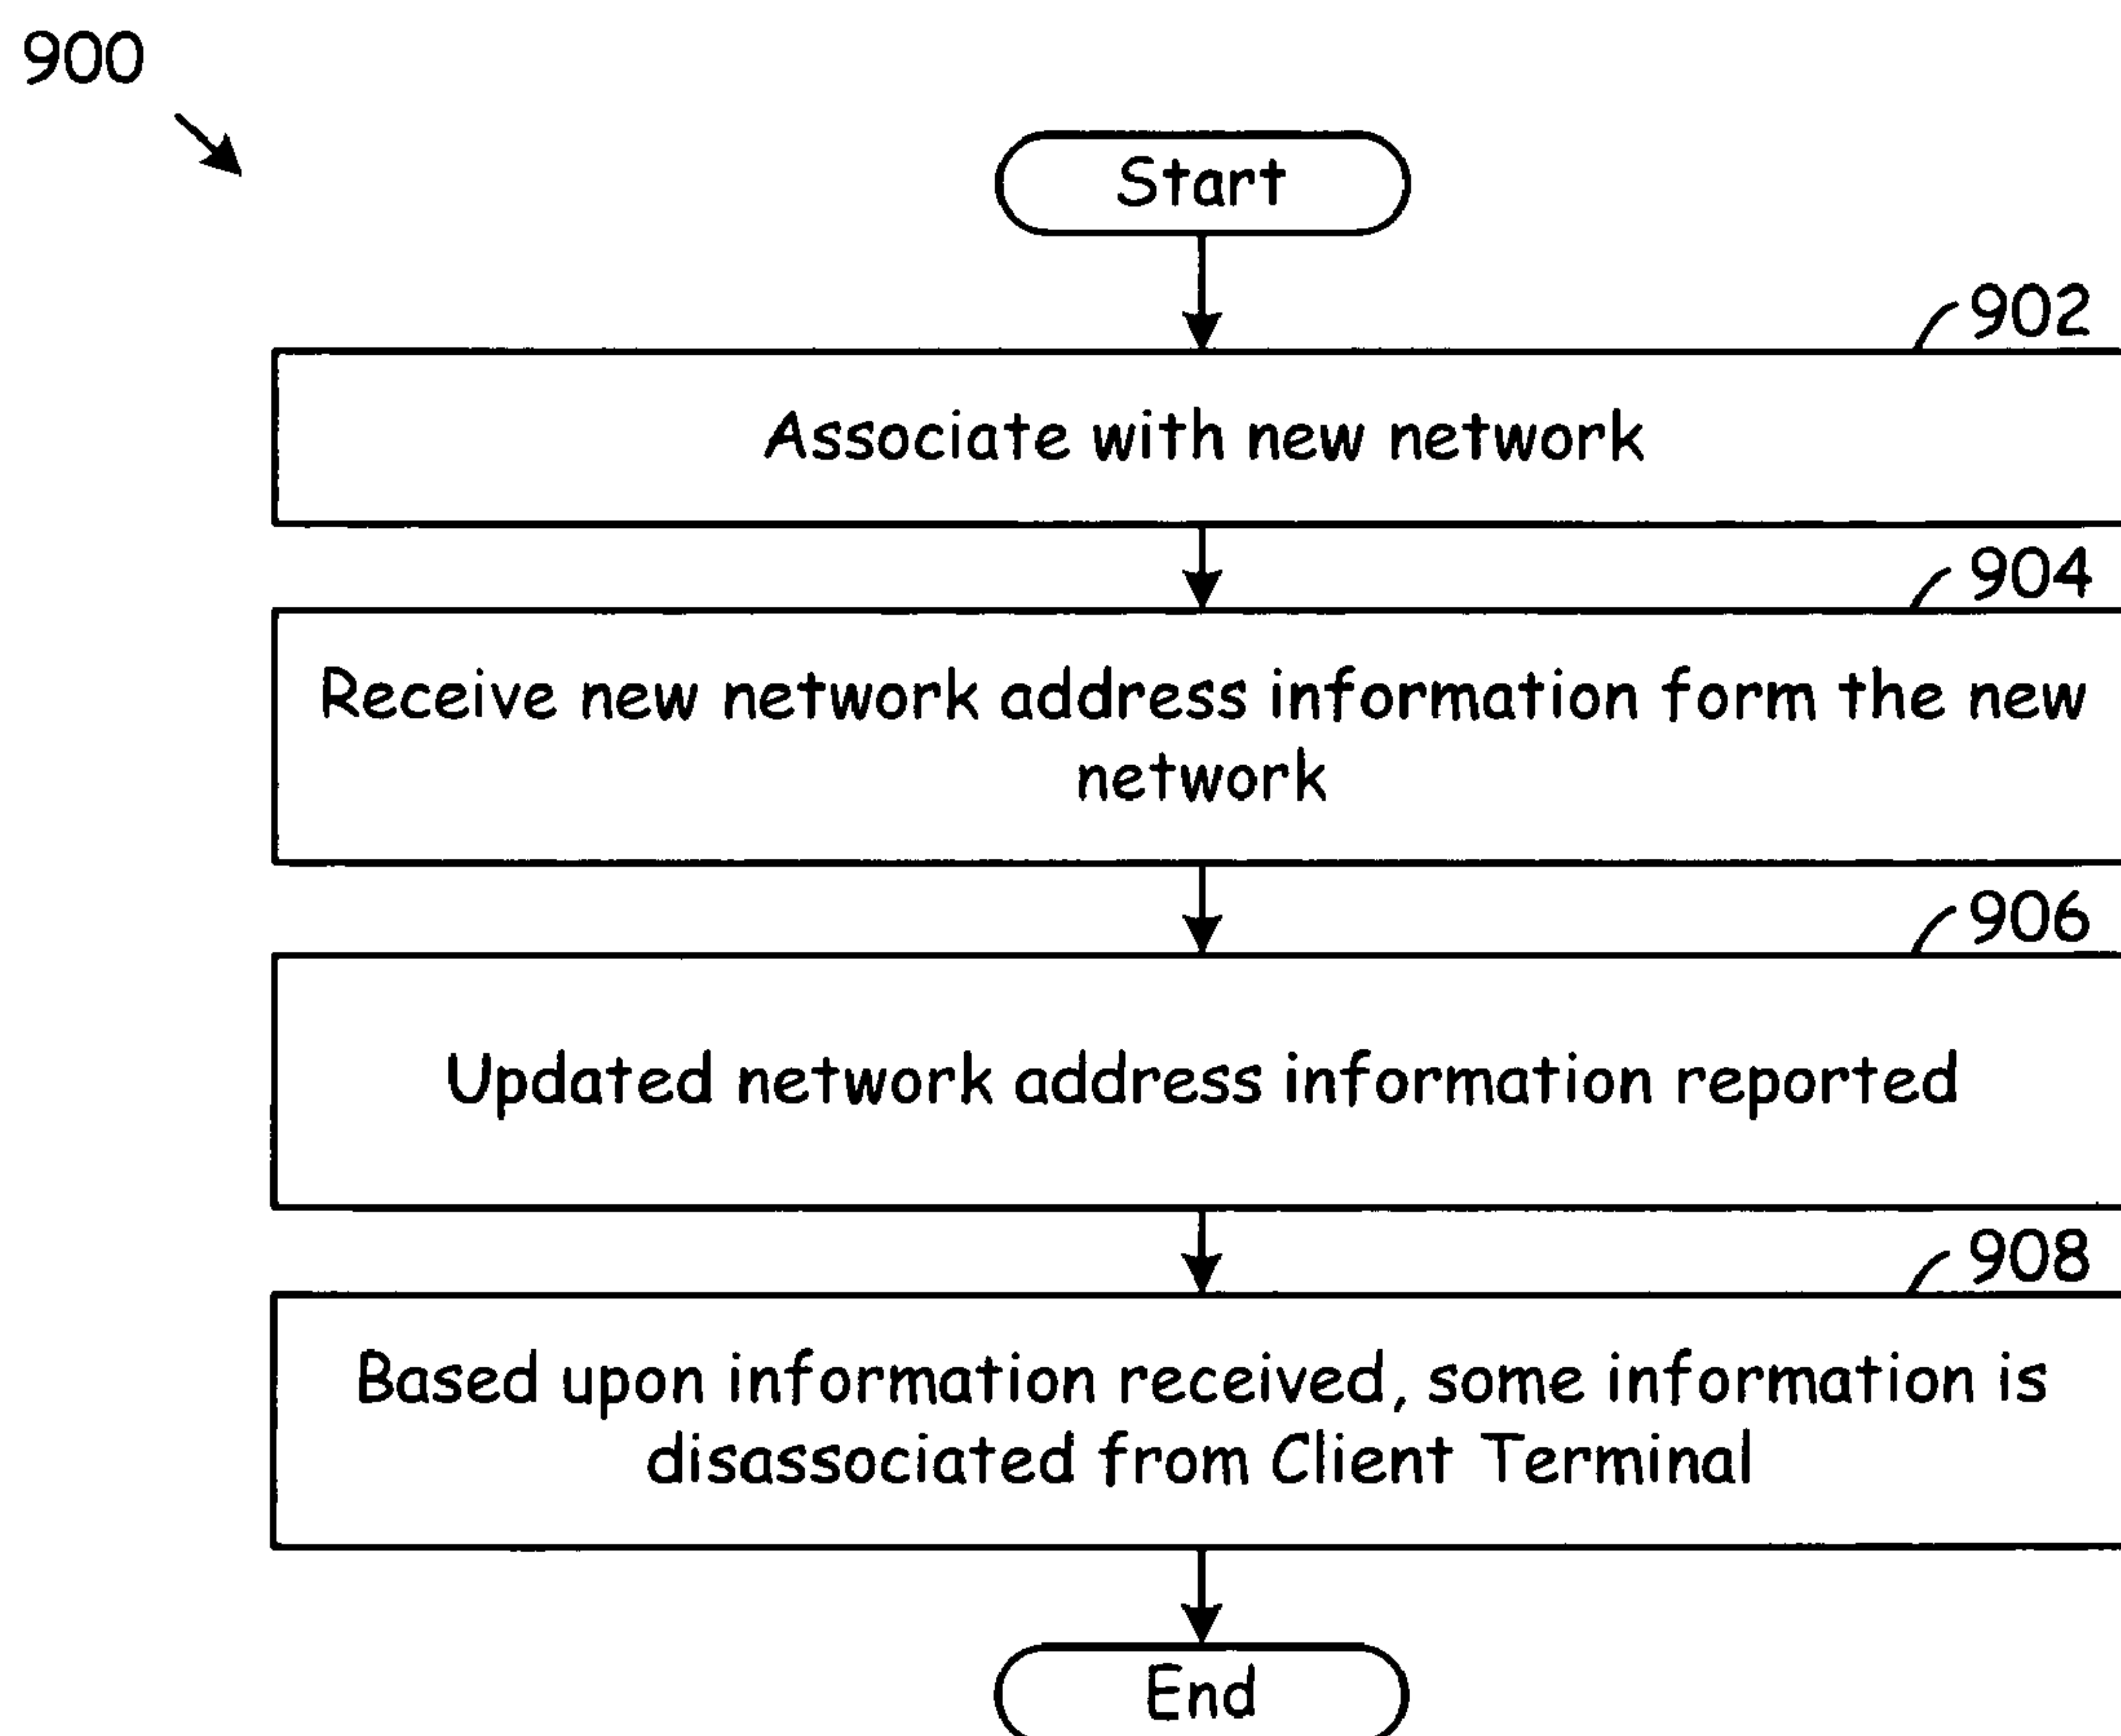 900
Start
902
Associate with new network
904
Receive new network address information form the new
network
906
Updated network address information reported
908
Based upon information received, some information is
disassociated from Client Terminal
End